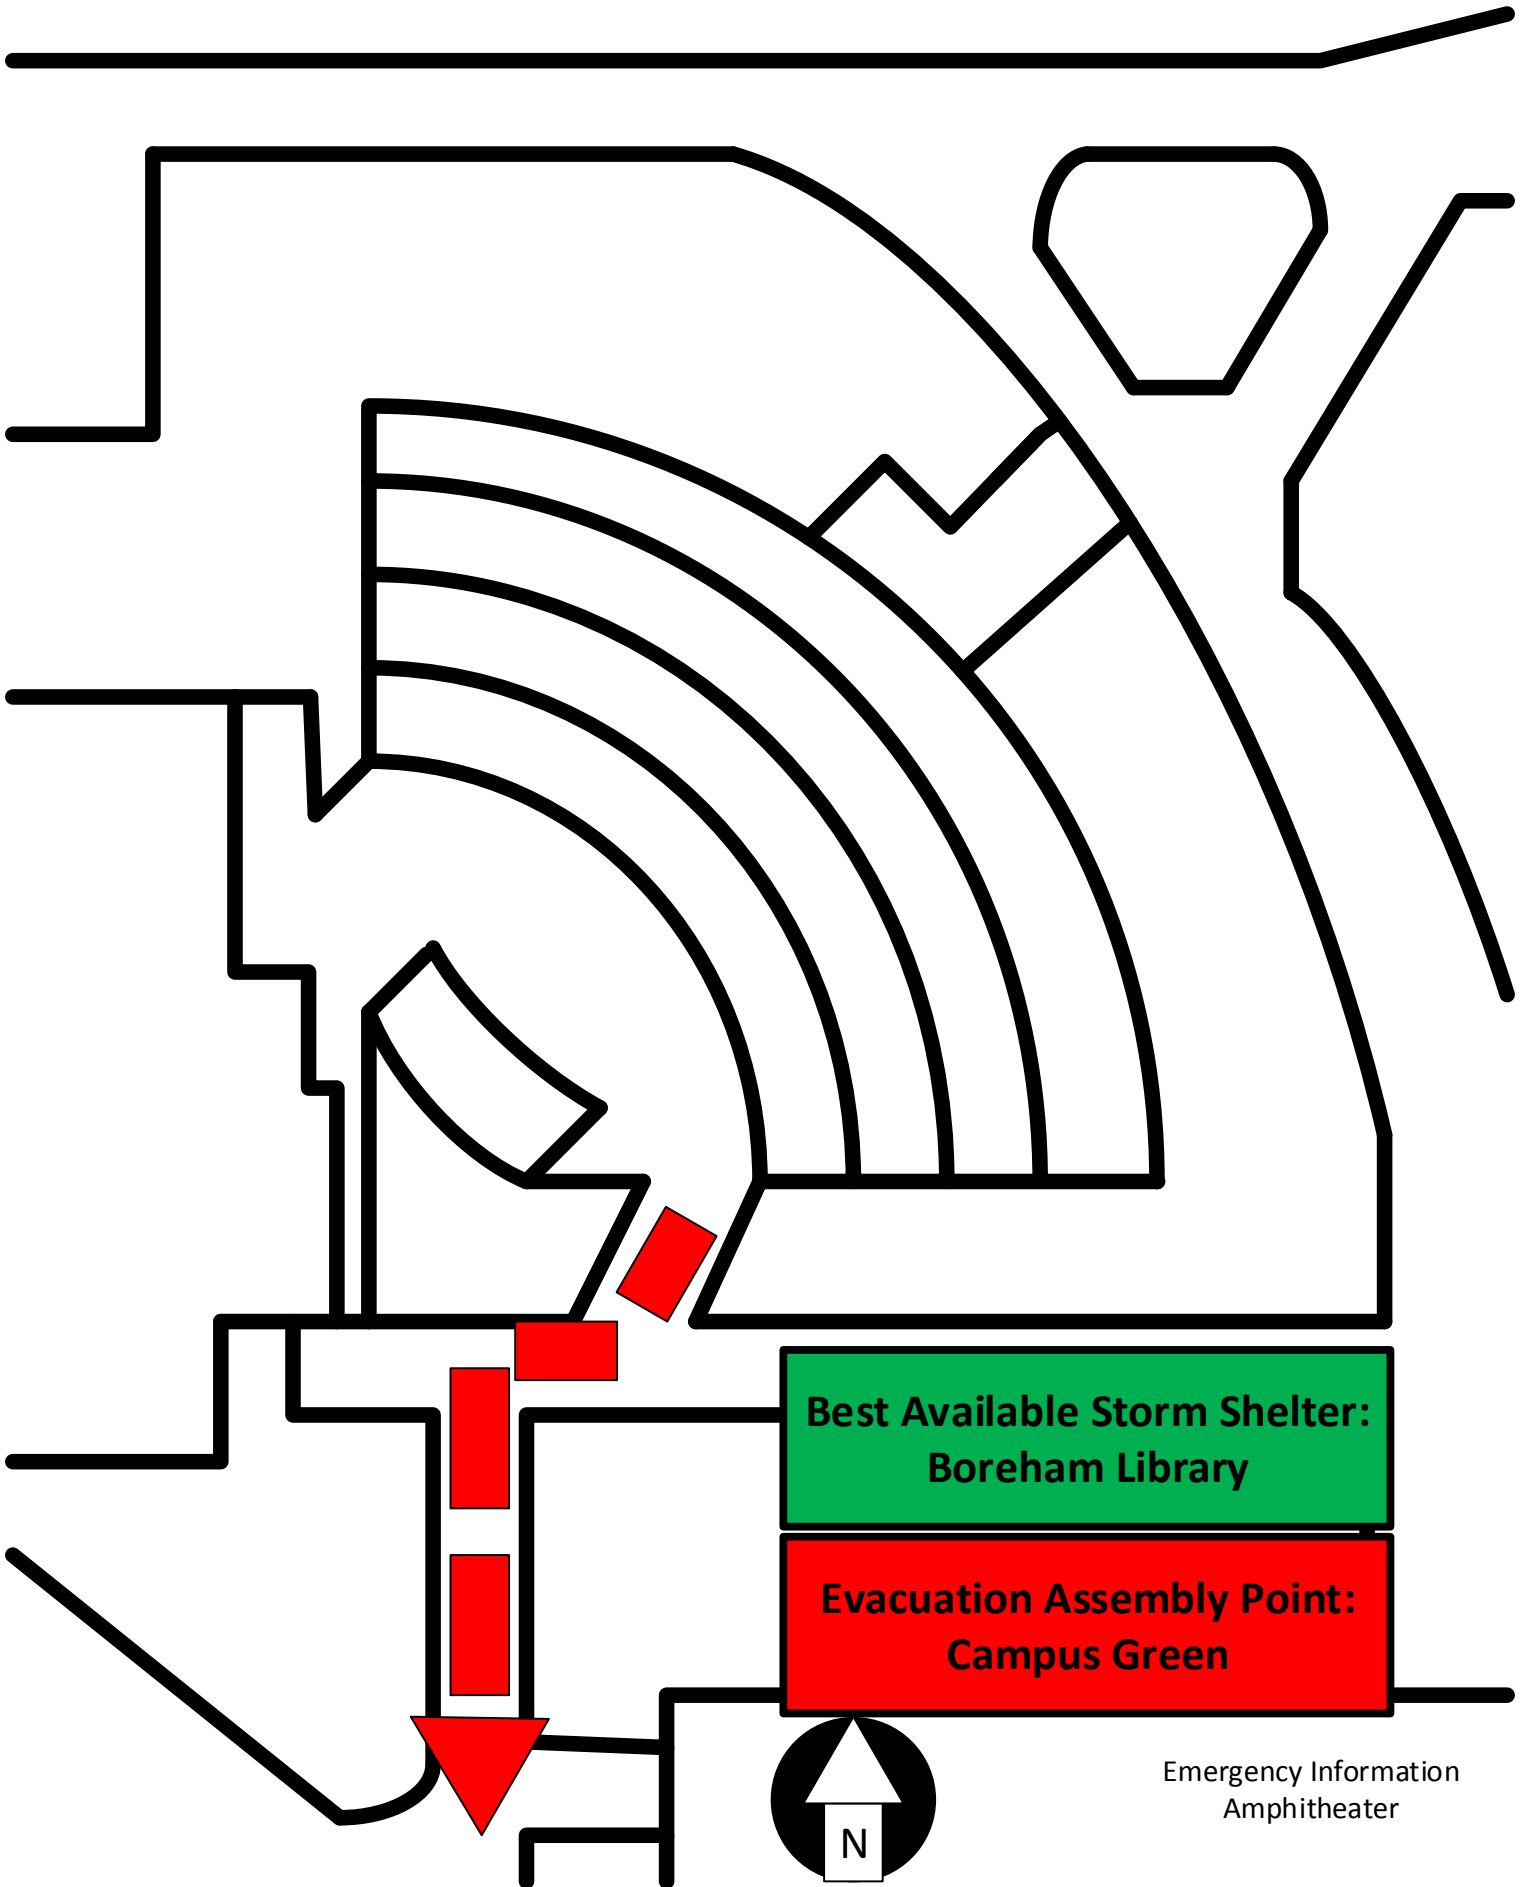 Best Available Storm Shelter:
Boreham Library
Evacuation Assembly Point:
Campus Green
Emergency Information
Amphitheater
N